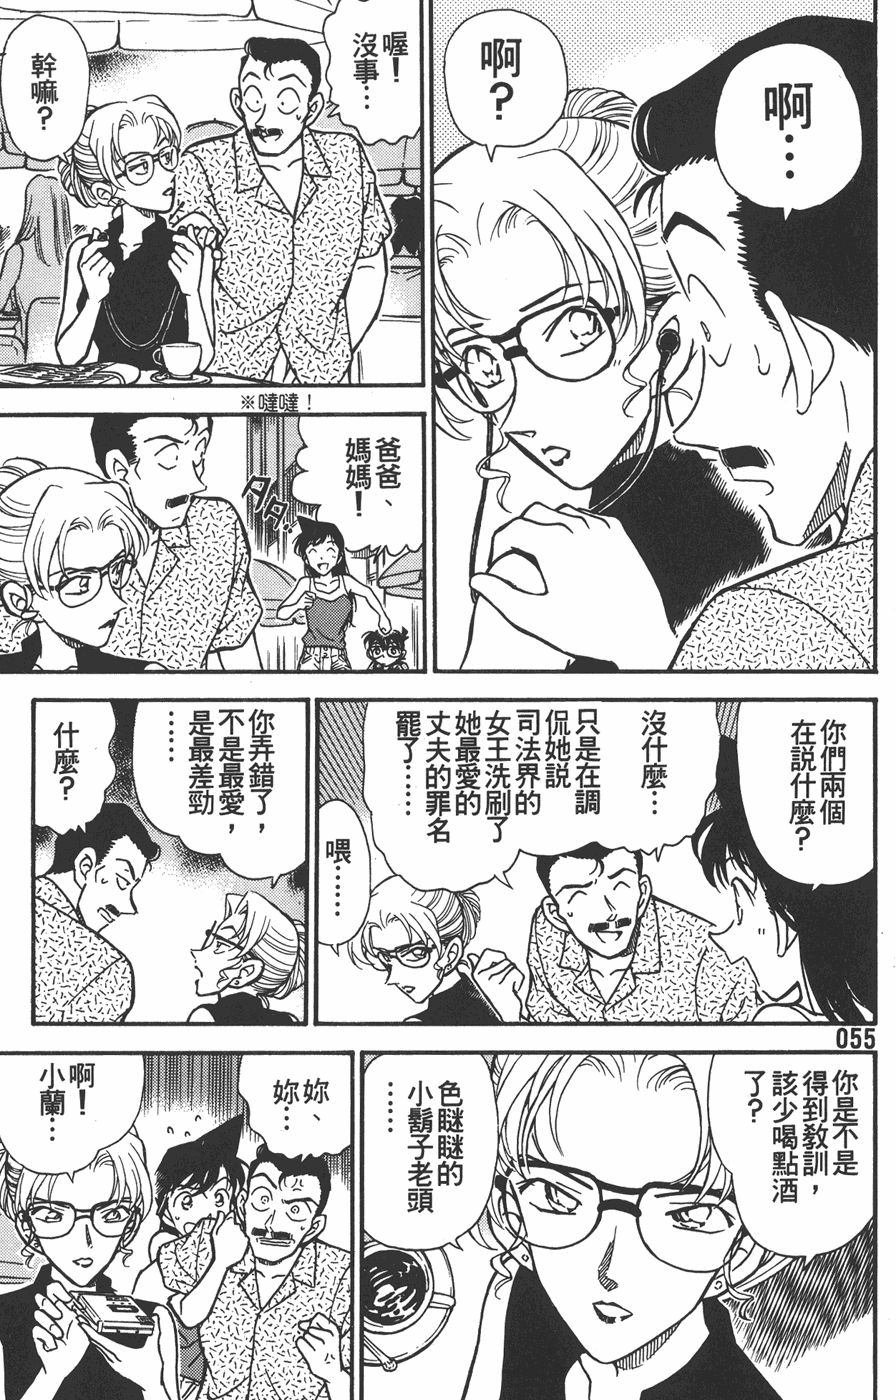 啊…
啊？
喔！
沒事…
幹嘛？
※噠噠！
爸爸、
媽媽！
タタ‥
你們兩個
在說什麼？
沒什麼…
只是在調
侃她說
司法界的
女王洗刷了
她最愛的
丈夫的罪名
罷了……
喂……
你弄錯了，
不是最愛，
是最差勁
……
什麼？
055
你是不是
得到教訓，
該少喝點酒
了？
色瞇瞇的
小鬍子老頭
……
妳、
妳…
啊！
小蘭…